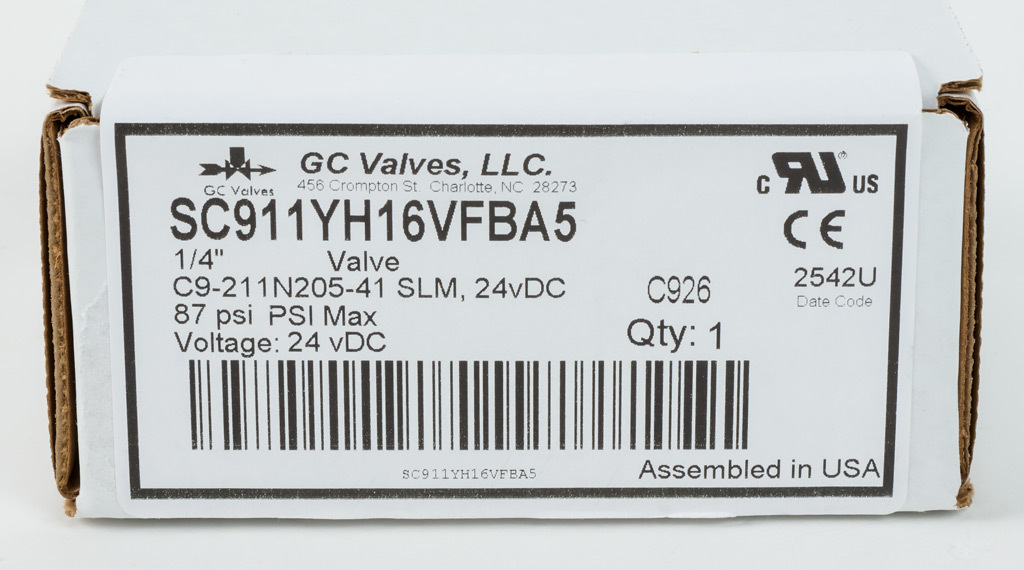 GC Valves
GC Valves, LLC.
456 Crompton St. Charlotte, NC 28273
SC911YH16VFBA5
1/4" Valve
C9-211N205-41 SLM, 24vDC
87 psi PSI Max
Voltage: 24 vDC
C926
Qty: 1
C RU® US
CE
2542U
Date Code
SC911YH16VFBA5
Assembled in USA